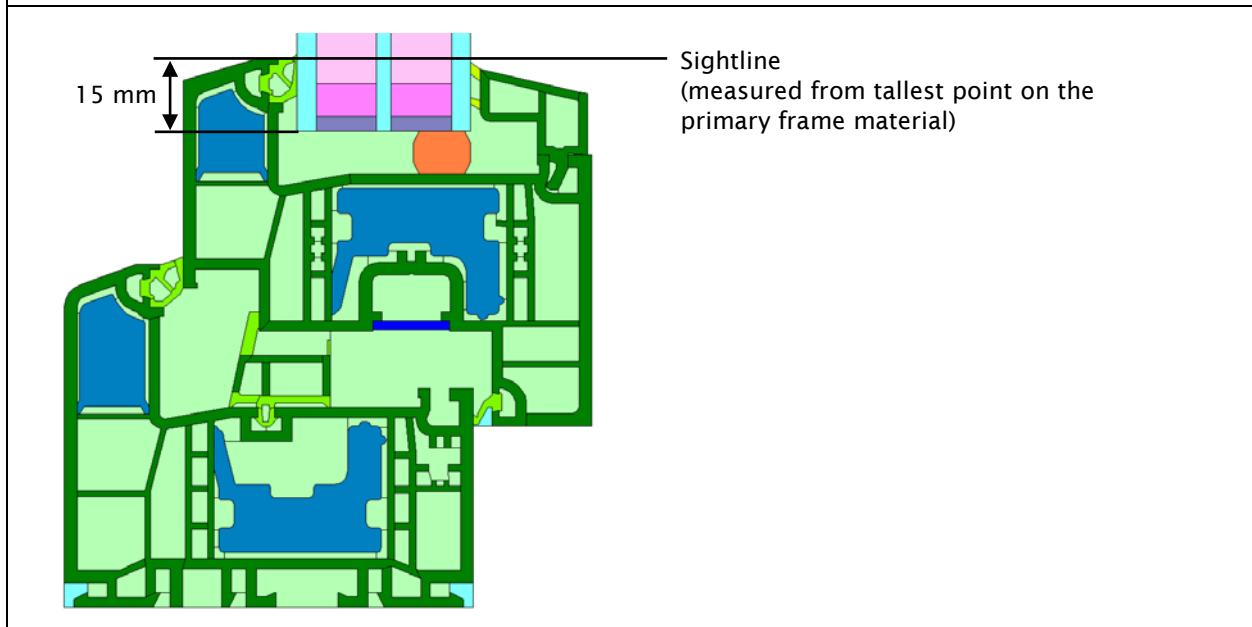 Sightline
(measured from tallest point on the
primary frame material)
15 mm